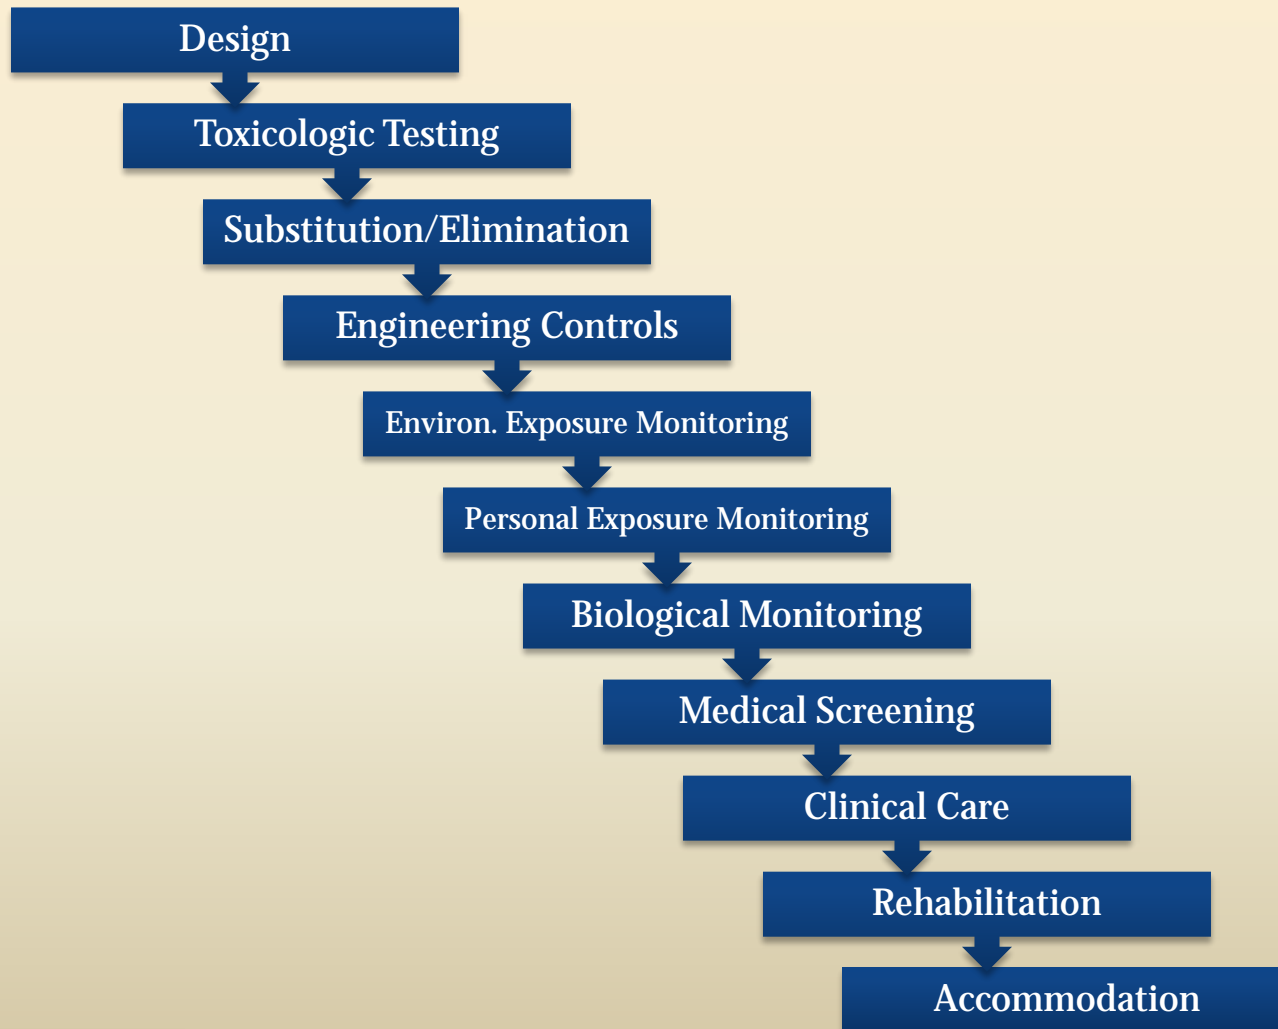 Design
Toxicologic Testing
Substitution/Elimination
Engineering Controls
Environ. Exposure Monitoring
Personal Exposure Monitoring
Biological Monitoring
Medical Screening
Clinical Care
Rehabilitation
Accommodation